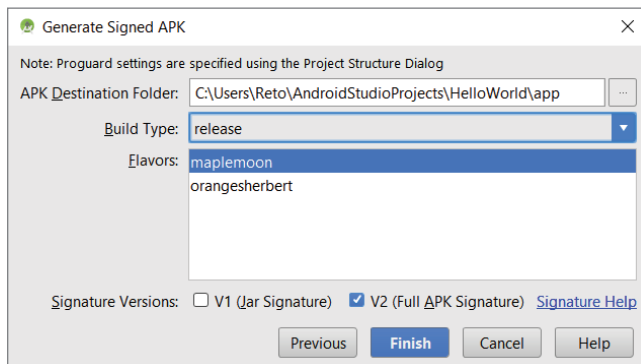 Generate Signed APK
Note: Proguard settings are specified using the Project Structure Dialog
APK Destination Folder: C:\Users\Reto\AndroidStudioProjects\HelloWorld\app ...
Build Type: release
Flavors: maplemoon
orangesherbert
Signature Versions: V1 (Jar Signature) V2 (Full APK Signature) Signature Help
Previous Finish Cancel Help